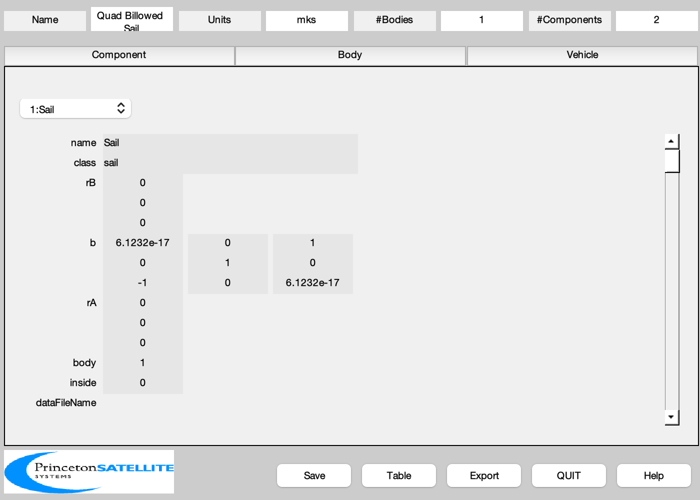 Name Quad Billowed Sail Units mks #Bodies 1 #Components 2
Component Body Vehicle
1:Sail
name Sail
class sail
rB 0
0
0
b 6.1232e-17 0 1
0 1 0
-1 0 6.1232e-17
rA 0
0
0
body 1
inside 0
dataFileName
PrincetonSATELLITE
SYSTEMS
Save Table Export QUIT Help